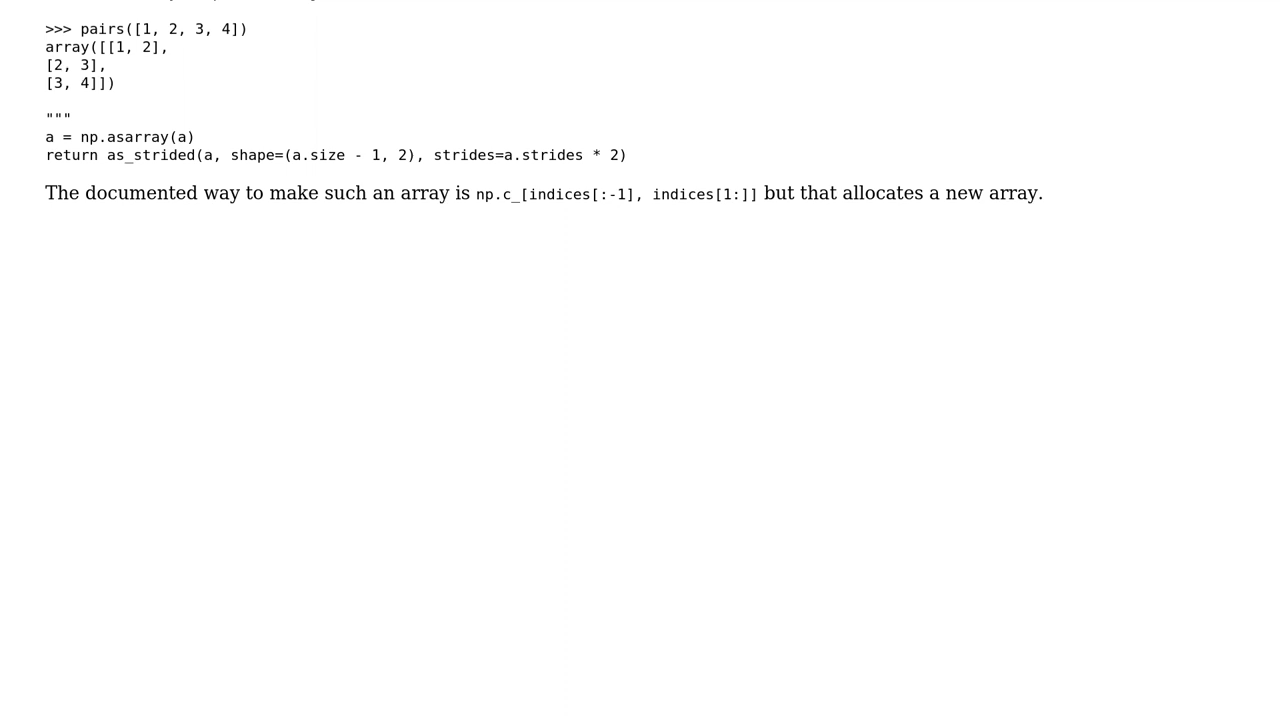 >>> pairs([1, 2, 3, 4])
array([[1, 2],
[2, 3],
[3, 4]])
"""
a = np.asarray(a)
return as_strided(a, shape=(a.size - 1, 2), strides=a.strides * 2)
The documented way to make such an array is np.c_[indices[:-1], indices[1:]] but that allocates a new array.